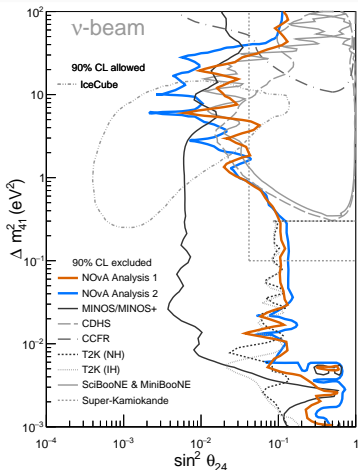 ν-beam
90% CL allowed
IceCube
90% CL excluded
NOvA Analysis 1
NOvA Analysis 2
MINOS/MINOS+
CDHS
CCFR
T2K (NH)
T2K (IH)
SciBooNE & MiniBooNE
Super-Kamiokande
Δ m²₄₁ (eV²)
10²
10
1
10⁻¹
10⁻²
10⁻³
10⁻⁴ 10⁻³ 10⁻² 10⁻¹ 1
sin² θ₂₄